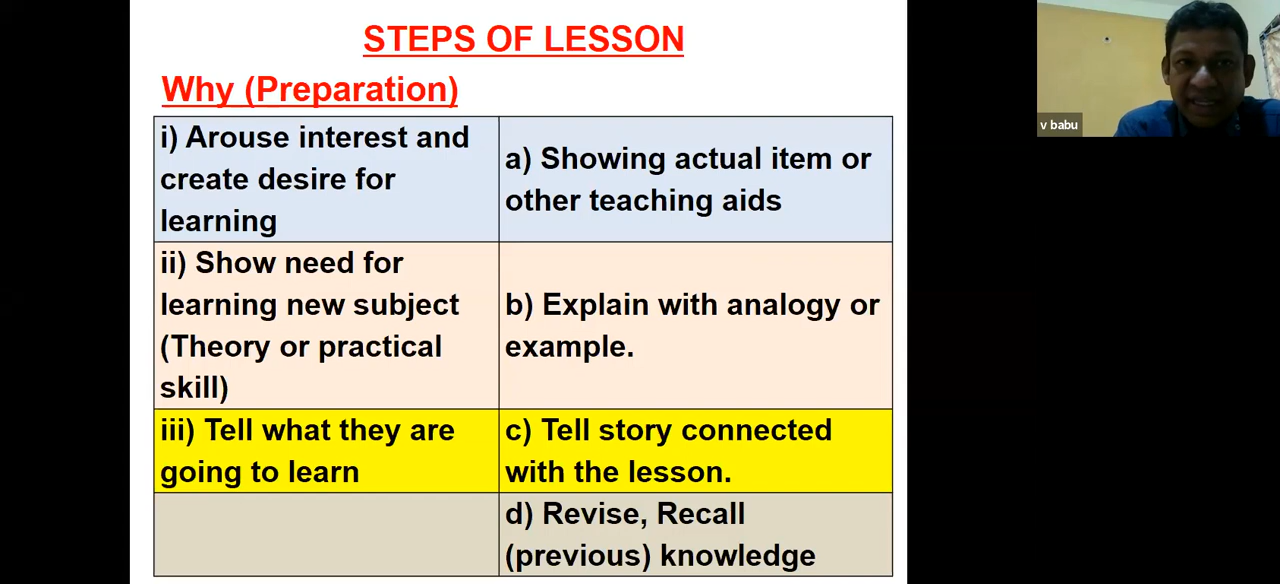 STEPS OF LESSON
Why (Preparation)
i) Arouse interest and
create desire for
learning
a) Showing actual item or
other teaching aids
ii) Show need for
learning new subject
(Theory or practical
skill)
b) Explain with analogy or
example.
iii) Tell what they are
going to learn
c) Tell story connected
with the lesson.
d) Revise, Recall
(previous) knowledge
v babu